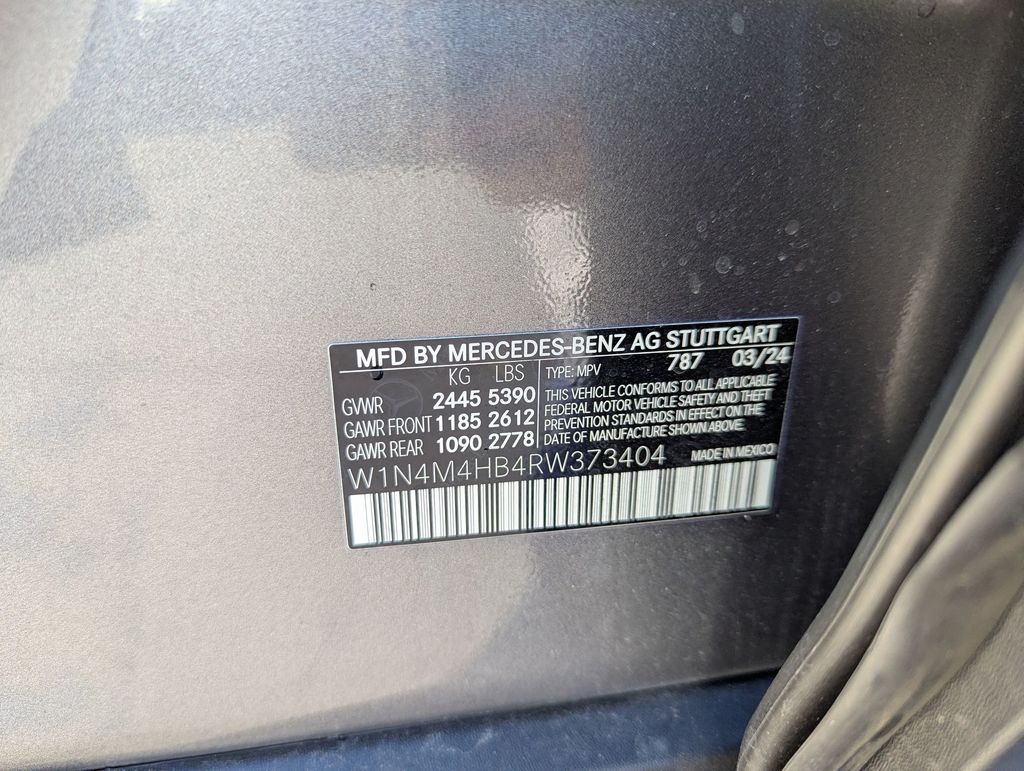 MFD BY MERCEDES-BENZ AG STUTTGART
KG LBS
GVWR 2445 5390
GAWR FRONT 1185 2612
GAWR REAR 1090 2778
TYPE: MPV 787 03/24
THIS VEHICLE CONFORMS TO ALL APPLICABLE
FEDERAL MOTOR VEHICLE SAFETY AND THEFT
PREVENTION STANDARDS IN EFFECT ON THE
DATE OF MANUFACTURE SHOWN ABOVE.
W1N4M4HB4RW373404 MADE IN MEXICO